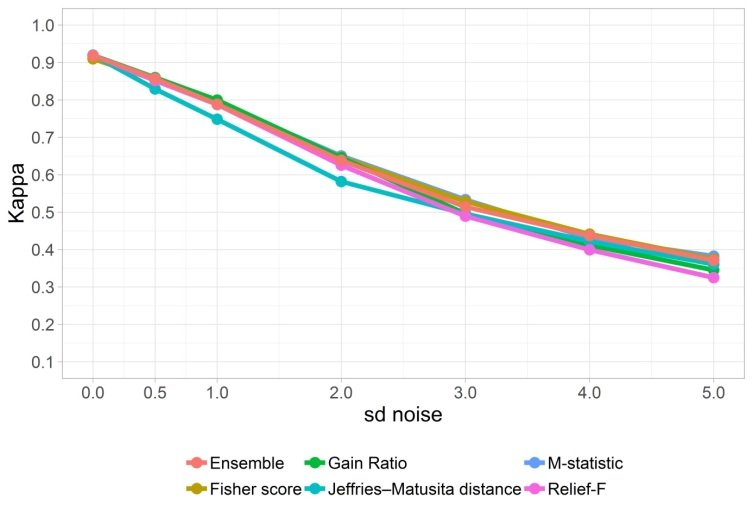 1.0
0.9
0.8
0.7
0.6
0.5
0.4
0.3
0.2
0.1
Kappa
0.0 0.5 1.0 2.0 3.0 4.0 5.0
sd noise
Ensemble Gain Ratio M-statistic
Fisher score Jeffries–Matusita distance Relief-F